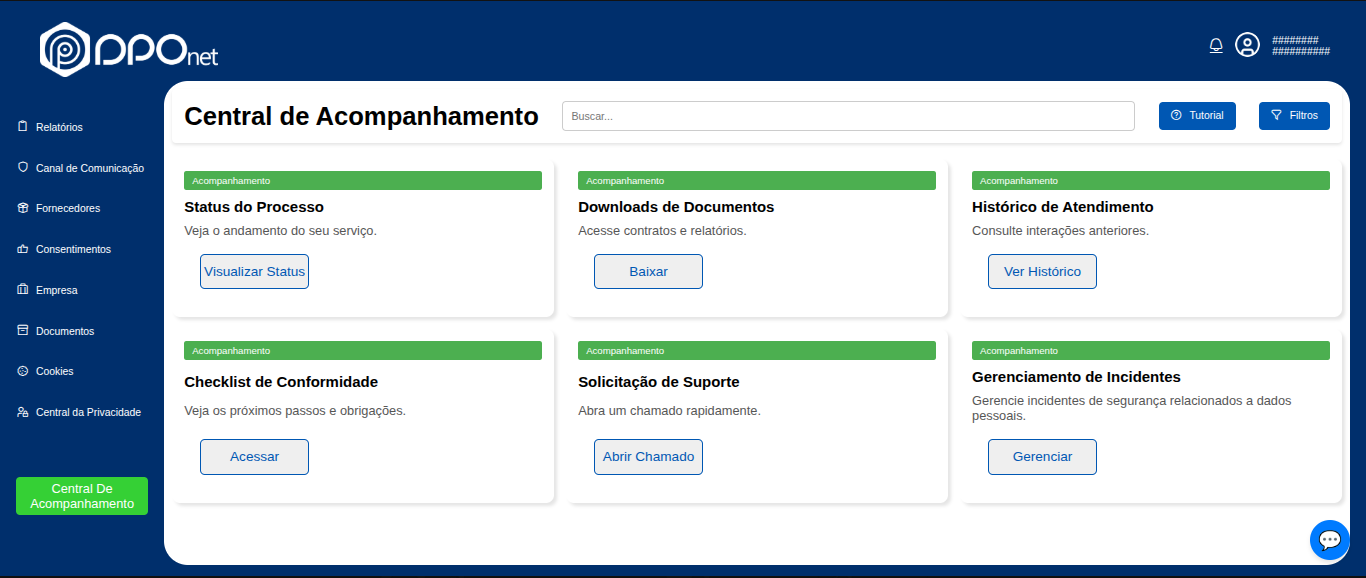 PPO net
########
##########
Relatórios
Canal de Comunicação
Fornecedores
Consentimentos
Empresa
Documentos
Cookies
Central da Privacidade
Central De
Acompanhamento
Central de Acompanhamento
Buscar...
Tutorial
Filtros
Acompanhamento
Status do Processo
Veja o andamento do seu serviço.
Visualizar Status
Acompanhamento
Downloads de Documentos
Acesse contratos e relatórios.
Baixar
Acompanhamento
Histórico de Atendimento
Consulte interações anteriores.
Ver Histórico
Acompanhamento
Checklist de Conformidade
Veja os próximos passos e obrigações.
Acessar
Acompanhamento
Solicitação de Suporte
Abra um chamado rapidamente.
Abrir Chamado
Acompanhamento
Gerenciamento de Incidentes
Gerencie incidentes de segurança relacionados a dados
pessoais.
Gerenciar